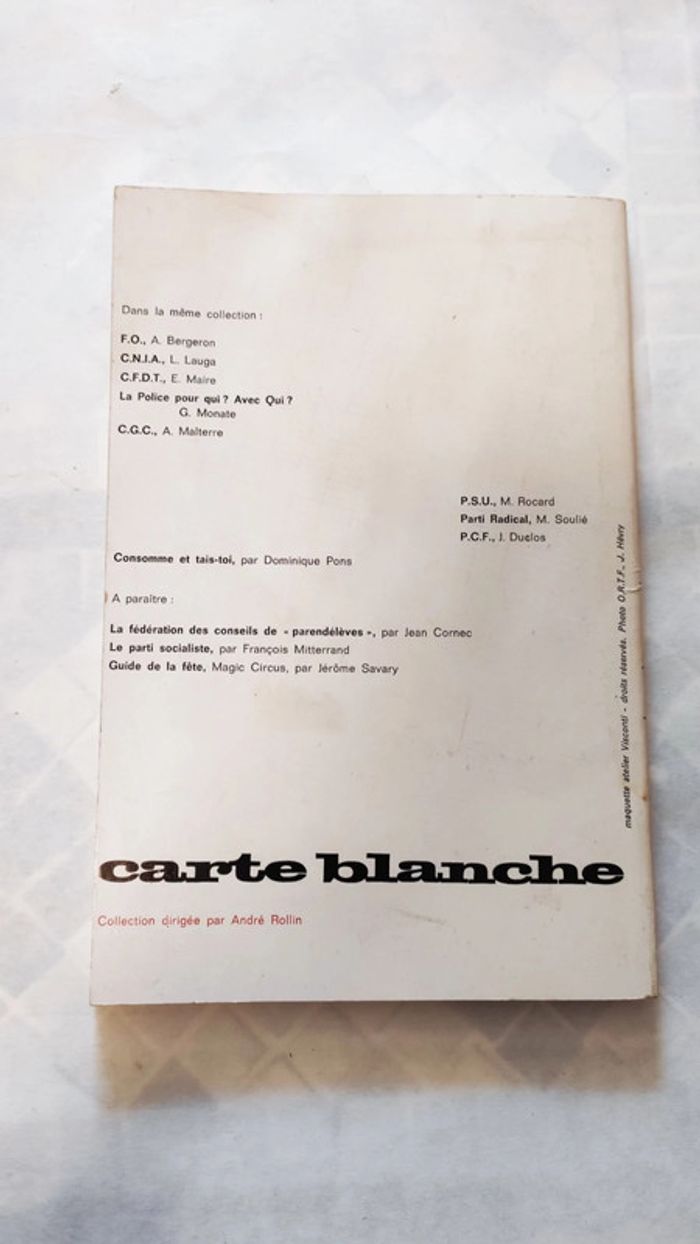 Dans la même collection :
F.O., A. Bergeron
C.N.I.A., L. Lauga
C.F.D.T., E. Maire
La Police pour qui ? Avec Qui ?
G. Monate
C.G.C., A. Malterre
P.S.U., M. Rocard
Parti Radical, M. Soulié
P.C.F., J. Duclos
Consomme et tais-toi, par Dominique Pons
A paraître :
La fédération des conseils de « parendélèves », par Jean Cornec
Le parti socialiste, par François Mitterrand
Guide de la fête, Magic Circus, par Jérôme Savary
maquette atelier Visconti - droits réservés. Photo O.R.T.F., J. Hévry
carte blanche
Collection dirigée par André Rollin